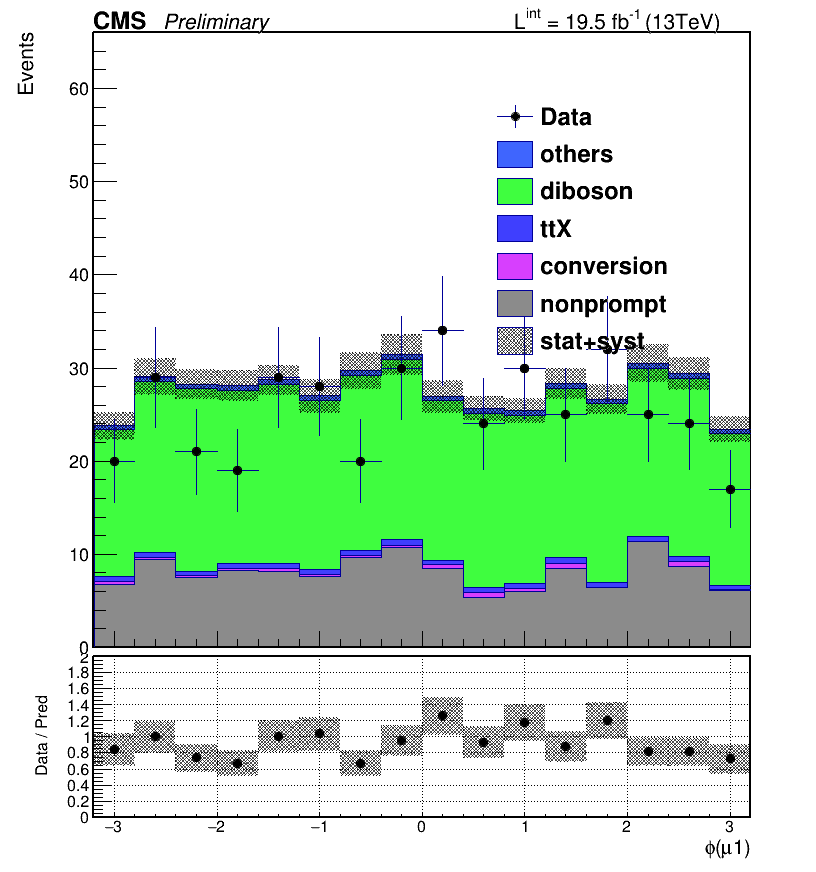 CMS Preliminary L^int = 19.5 fb^-1 (13TeV)
Events
60
50
40
30
20
10
0
Data
others
diboson
ttX
conversion
nonprompt
stat+syst
Data / Pred
2
1.8
1.6
1.4
1.2
1
0.8
0.6
0.4
0.2
0
−3 −2 −1 0 1 2 3
ϕ(μ1)